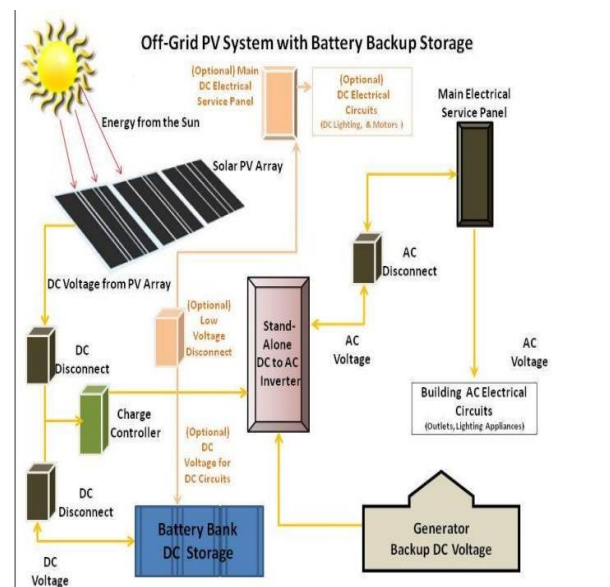 Off-Grid PV System with Battery Backup Storage
(Optional) Main
DC Electrical
Service Panel
(Optional)
DC Electrical
Circuits
(DC Lighting, & Motors )
Main Electrical
Service Panel
Energy from the Sun
Solar PV Array
AC
Disconnect
DC Voltage from PV Array
(Optional)
Low
Voltage
Disconnect
Stand-
Alone
DC to AC
Inverter
AC
Voltage
AC
Voltage
DC
Disconnect
Building AC Electrical
Circuits
(Outlets,Lighting Appliances)
Charge
Controller
(Optional)
DC
Voltage for
DC Circuits
DC
Disconnect
Battery Bank
DC Storage
Generator
Backup DC Voltage
DC
Voltage